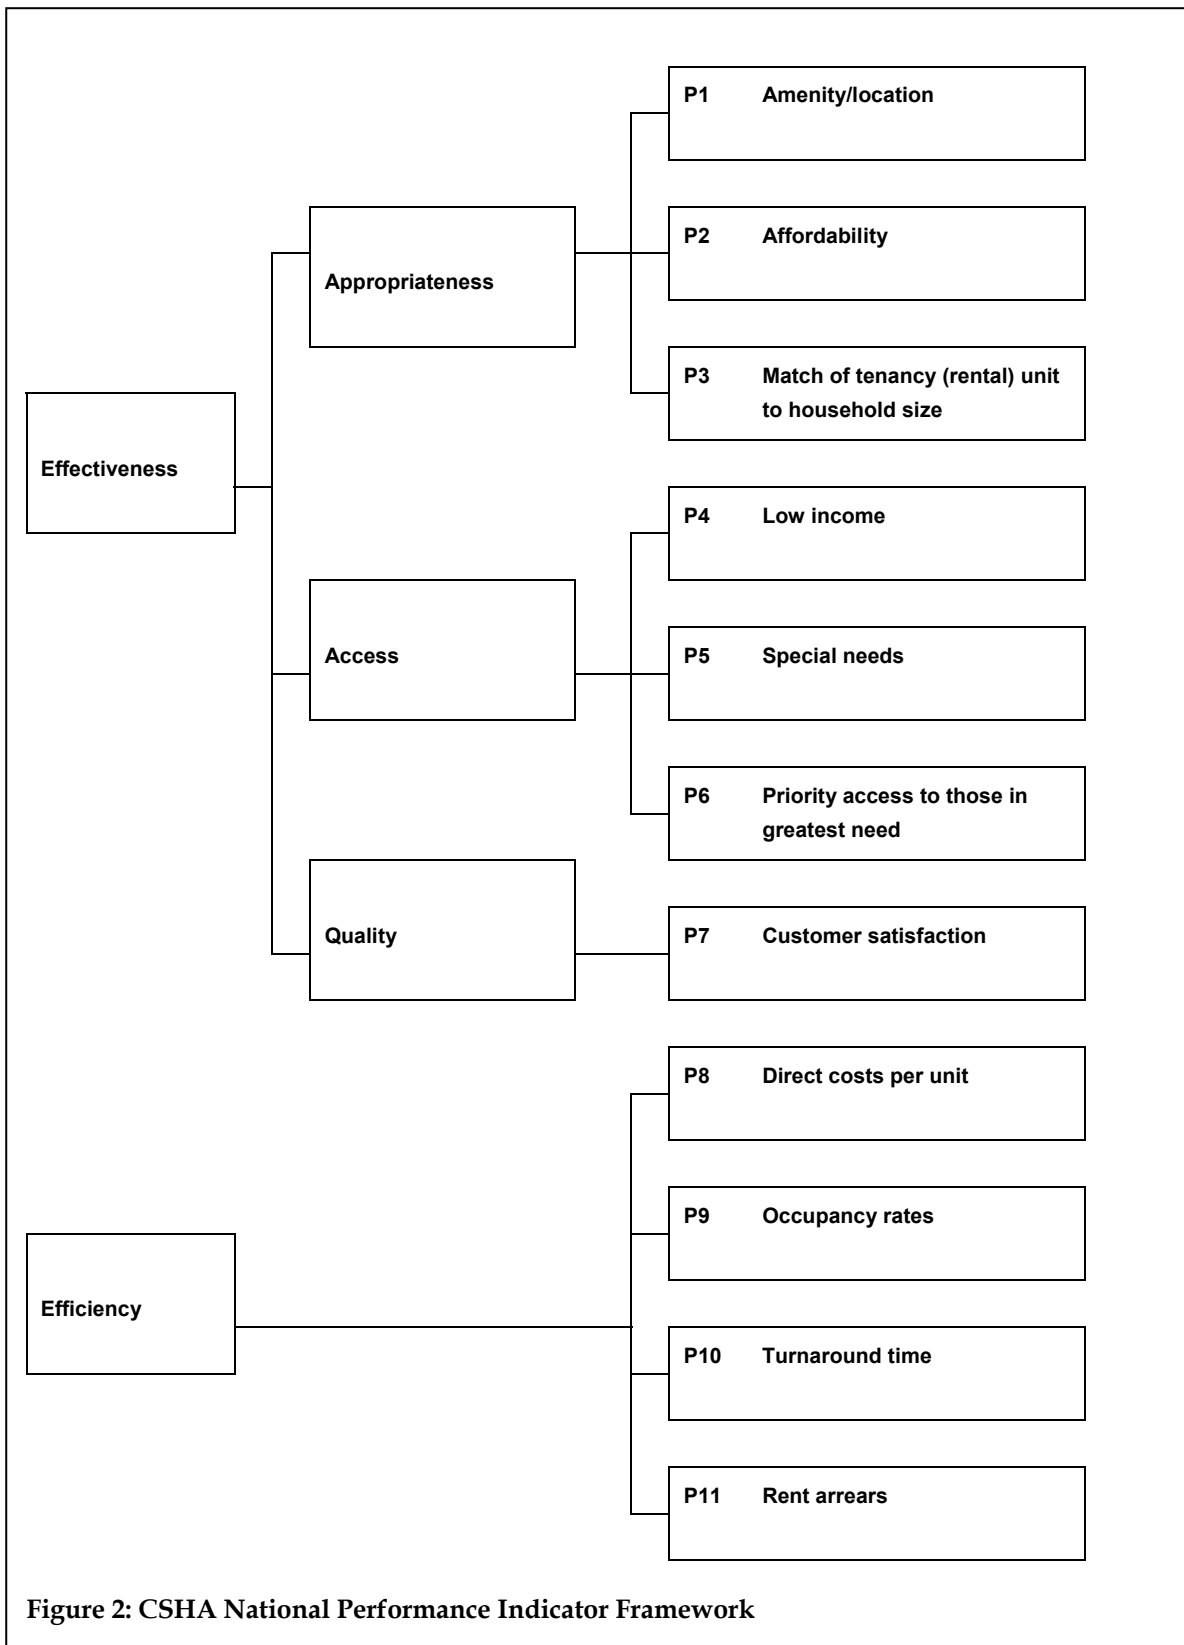 P1 Amenity/location
P2 Affordability
Appropriateness
P3 Match of tenancy (rental) unit
to household size
Effectiveness
P4 Low income
P5 Special needs
Access
P6 Priority access to those in
greatest need
P7 Customer satisfaction
Quality
P8 Direct costs per unit
P9 Occupancy rates
Efficiency
P10 Turnaround time
P11 Rent arrears
Figure 2: CSHA National Performance Indicator Framework